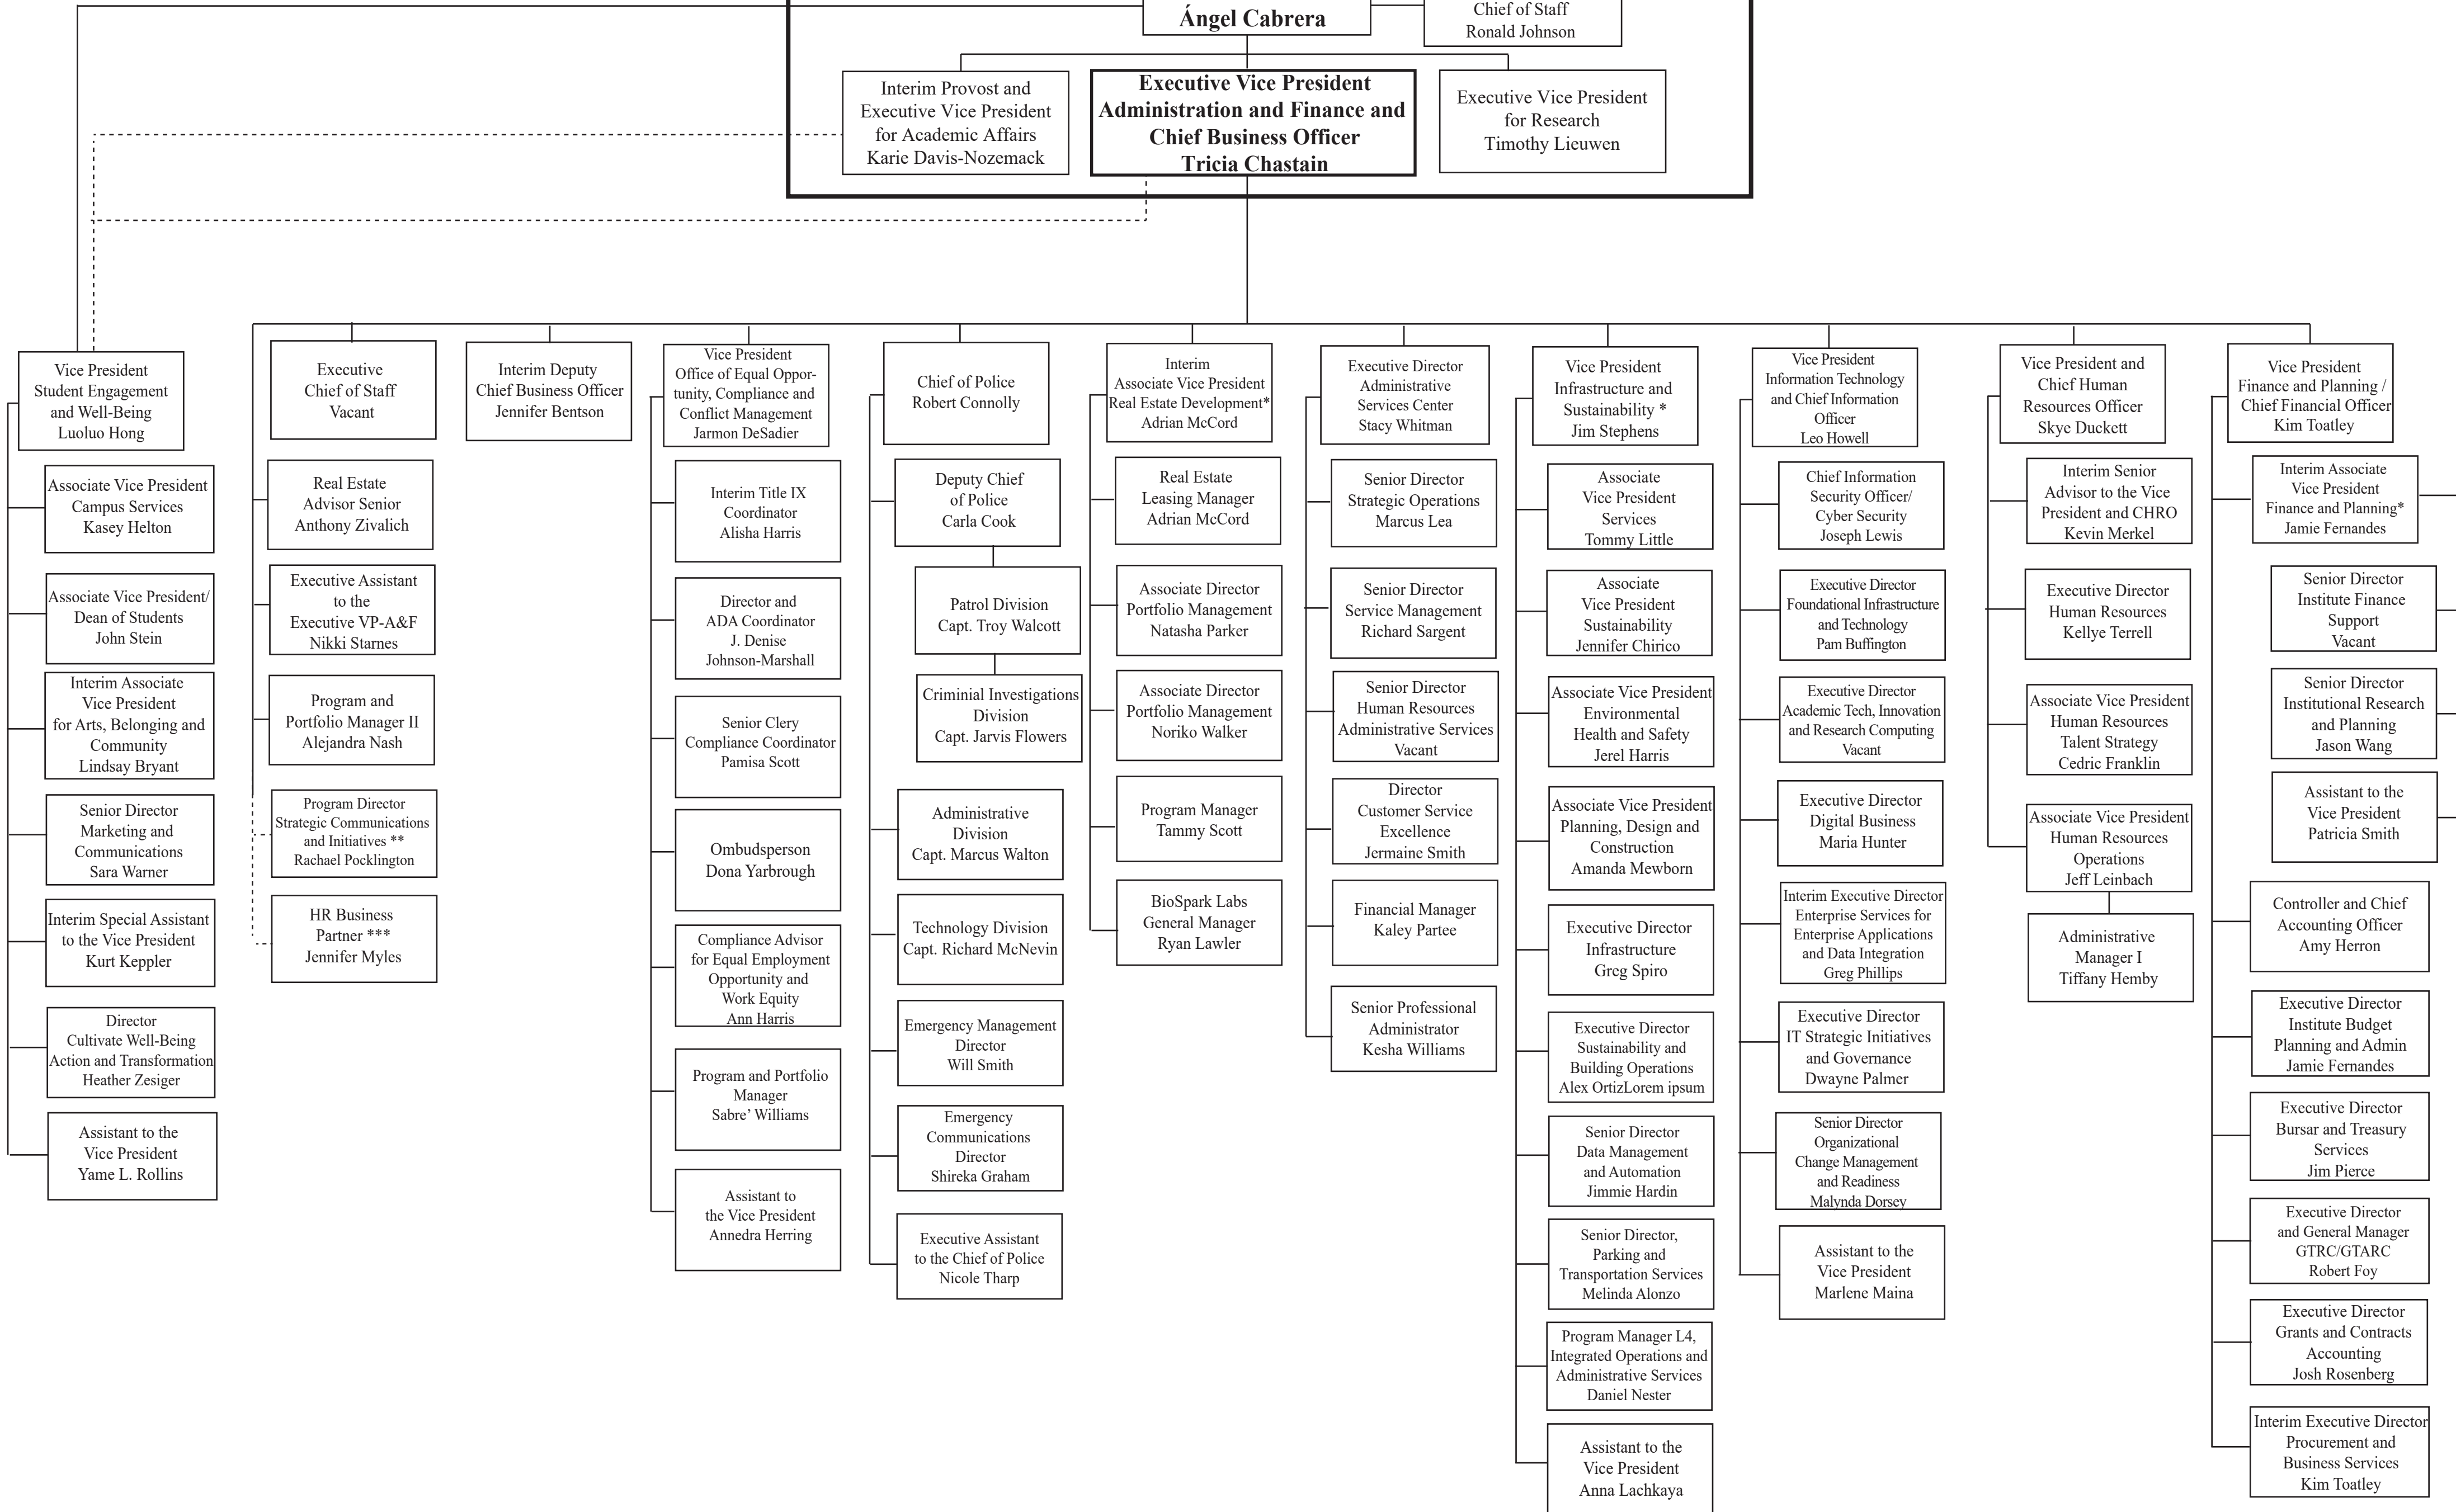 Ángel Cabrera
Chief of Staff
Ronald Johnson
Interim Provost and
Executive Vice President
for Academic Affairs
Karie Davis-Nozemack
Executive Vice President
Administration and Finance and
Chief Business Officer
Tricia Chastain
Executive Vice President
for Research
Timothy Lieuwen
Vice President
Student Engagement
and Well-Being
Luoluo Hong
Associate Vice President
Campus Services
Kasey Helton
Associate Vice President/
Dean of Students
John Stein
Interim Associate
Vice President
for Arts, Belonging and
Community
Lindsay Bryant
Senior Director
Marketing and
Communications
Sara Warner
Interim Special Assistant
to the Vice President
Kurt Keppler
Director
Cultivate Well-Being
Action and Transformation
Heather Zesiger
Assistant to the
Vice President
Yame L. Rollins
Executive
Chief of Staff
Vacant
Real Estate
Advisor Senior
Anthony Zivalich
Executive Assistant
to the
Executive VP-A&F
Nikki Starnes
Program and
Portfolio Manager II
Alejandra Nash
Program Director
Strategic Communications
and Initiatives **
Rachael Pocklington
HR Business
Partner ***
Jennifer Myles
Interim Deputy
Chief Business Officer
Jennifer Bentson
Vice President
Office of Equal Oppor-
tunity, Compliance and
Conflict Management
Jarmon DeSadier
Interim Title IX
Coordinator
Alisha Harris
Director and
ADA Coordinator
J. Denise
Johnson-Marshall
Senior Clery
Compliance Coordinator
Pamisa Scott
Ombudsperson
Dona Yarbrough
Compliance Advisor
for Equal Employment
Opportunity and
Work Equity
Ann Harris
Program and Portfolio
Manager
Sabre’ Williams
Assistant to
the Vice President
Annedra Herring
Chief of Police
Robert Connolly
Deputy Chief
of Police
Carla Cook
Patrol Division
Capt. Troy Walcott
Criminial Investigations
Division
Capt. Jarvis Flowers
Administrative
Division
Capt. Marcus Walton
Technology Division
Capt. Richard McNevin
Emergency Management
Director
Will Smith
Emergency
Communications
Director
Shireka Graham
Executive Assistant
to the Chief of Police
Nicole Tharp
Interim
Associate Vice President
Real Estate Development*
Adrian McCord
Real Estate
Leasing Manager
Adrian McCord
Associate Director
Portfolio Management
Natasha Parker
Associate Director
Portfolio Management
Noriko Walker
Program Manager
Tammy Scott
BioSpark Labs
General Manager
Ryan Lawler
Executive Director
Administrative
Services Center
Stacy Whitman
Senior Director
Strategic Operations
Marcus Lea
Senior Director
Service Management
Richard Sargent
Senior Director
Human Resources
Administrative Services
Vacant
Director
Customer Service
Excellence
Jermaine Smith
Financial Manager
Kaley Partee
Senior Professional
Administrator
Kesha Williams
Vice President
Infrastructure and
Sustainability *
Jim Stephens
Associate
Vice President
Services
Tommy Little
Associate
Vice President
Sustainability
Jennifer Chirico
Associate Vice President
Environmental
Health and Safety
Jerel Harris
Associate Vice President
Planning, Design and
Construction
Amanda Mewborn
Executive Director
Infrastructure
Greg Spiro
Executive Director
Sustainability and
Building Operations
Alex OrtizLorem ipsum
Senior Director
Data Management
and Automation
Jimmie Hardin
Senior Director,
Parking and
Transportation Services
Melinda Alonzo
Program Manager L4,
Integrated Operations and
Administrative Services
Daniel Nester
Assistant to the
Vice President
Anna Lachkaya
Vice President
Information Technology
and Chief Information
Officer
Leo Howell
Chief Information
Security Officer/
Cyber Security
Joseph Lewis
Executive Director
Foundational Infrastructure
and Technology
Pam Buffington
Executive Director
Academic Tech, Innovation
and Research Computing
Vacant
Executive Director
Digital Business
Maria Hunter
Interim Executive Director
Enterprise Services for
Enterprise Applications
and Data Integration
Greg Phillips
Executive Director
IT Strategic Initiatives
and Governance
Dwayne Palmer
Senior Director
Organizational
Change Management
and Readiness
Malynda Dorsey
Assistant to the
Vice President
Marlene Maina
Vice President and
Chief Human
Resources Officer
Skye Duckett
Interim Senior
Advisor to the Vice
President and CHRO
Kevin Merkel
Executive Director
Human Resources
Kellye Terrell
Associate Vice President
Human Resources
Talent Strategy
Cedric Franklin
Associate Vice President
Human Resources
Operations
Jeff Leinbach
Administrative
Manager I
Tiffany Hemby
Vice President
Finance and Planning /
Chief Financial Officer
Kim Toatley
Interim Associate
Vice President
Finance and Planning*
Jamie Fernandes
Senior Director
Institute Finance
Support
Vacant
Senior Director
Institutional Research
and Planning
Jason Wang
Assistant to the
Vice President
Patricia Smith
Controller and Chief
Accounting Officer
Amy Herron
Executive Director
Institute Budget
Planning and Admin
Jamie Fernandes
Executive Director
Bursar and Treasury
Services
Jim Pierce
Executive Director
and General Manager
GTRC/GTARC
Robert Foy
Executive Director
Grants and Contracts
Accounting
Josh Rosenberg
Interim Executive Director
Procurement and
Business Services
Kim Toatley